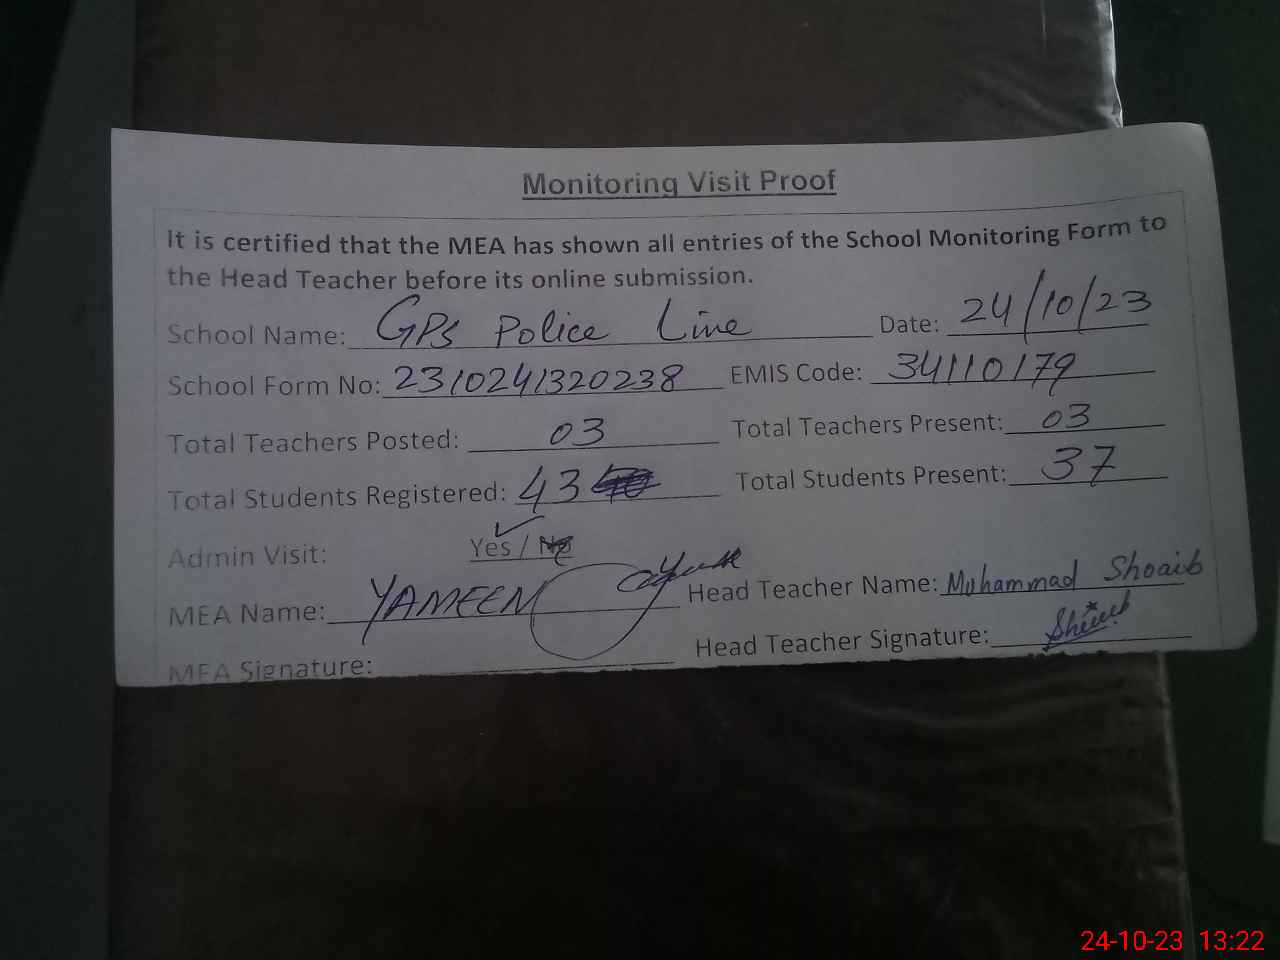 Monitoring Visit Proof
It is certified that the MEA has shown all entries of the School Monitoring Form to
the Head Teacher before its online submission.
School Name: GPS Police Line Date: 24/10/23
School Form No: 2310241320238 EMIS Code: 34110179
Total Teachers Posted: 03 Total Teachers Present: 03
Total Students Registered: 43 Total Students Present: 37
Admin Visit: Yes / No
MEA Name: YAMEEN Head Teacher Name: Muhammad Shoaib
MEA Signature: Head Teacher Signature: Shoaib
24-10-23 13:22